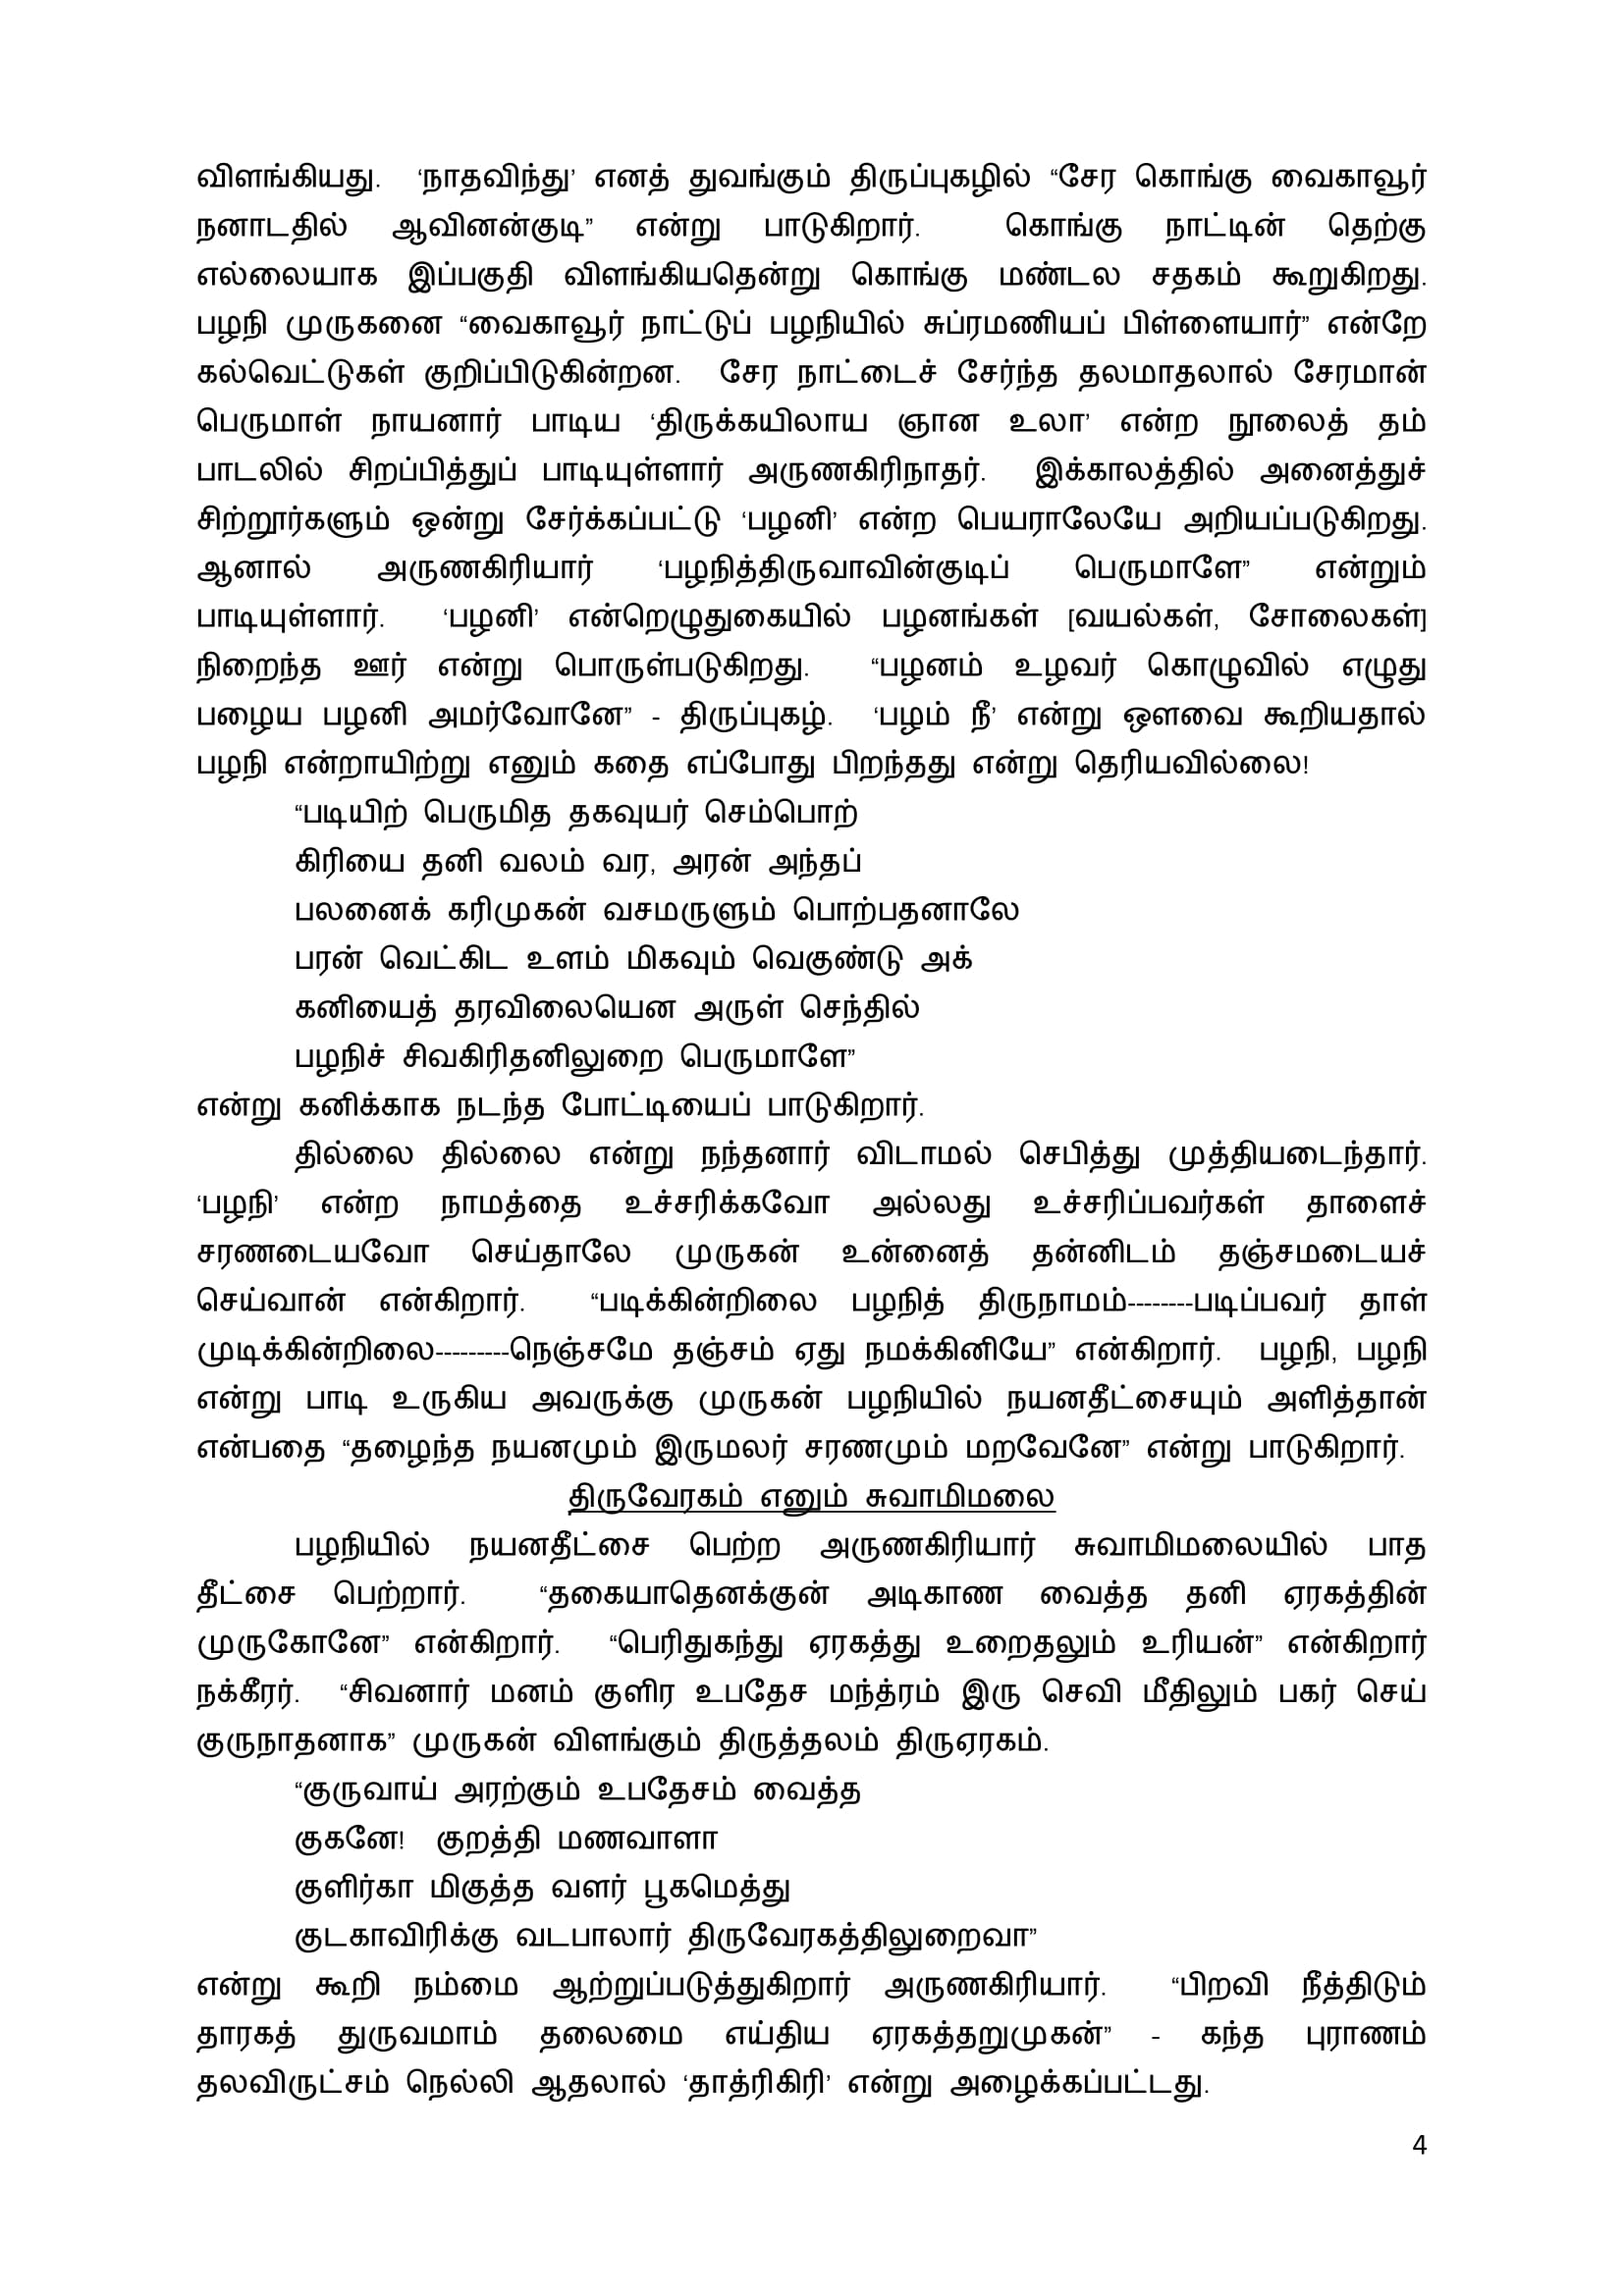 விளங்கியது. ‘நாதவிந்து’ எனத் துவங்கும் திருப்புகழில் “சேர கொங்கு வைகாவூர்
நனாடதில் ஆவினன்குடி” என்று பாடுகிறார். கொங்கு நாட்டின் தெற்கு
எல்லையாக இப்பகுதி விளங்கியதென்று கொங்கு மண்டல சதகம் கூறுகிறது.
பழநி முருகனை “வைகாவூர் நாட்டுப் பழநியில் சுப்ரமணியப் பிள்ளையார்” என்றே
கல்வெட்டுகள் குறிப்பிடுகின்றன. சேர நாட்டைச் சேர்ந்த தலமாதலால் சேரமான்
பெருமாள் நாயனார் பாடிய ‘திருக்கயிலாய ஞான உலா’ என்ற நூலைத் தம்
பாடலில் சிறப்பித்துப் பாடியுள்ளார் அருணகிரிநாதர். இக்காலத்தில் அனைத்துச்
சிற்றூர்களும் ஒன்று சேர்க்கப்பட்டு ‘பழனி’ என்ற பெயராலேயே அறியப்படுகிறது.
ஆனால் அருணகிரியார் ‘பழநித்திருவாவின்குடிப் பெருமாளே” என்றும்
பாடியுள்ளார். ‘பழனி’ என்றெழுதுகையில் பழனங்கள் [வயல்கள், சோலைகள்]
நிறைந்த ஊர் என்று பொருள்படுகிறது. “பழனம் உழவர் கொழுவில் எழுது
பழைய பழனி அமர்வோனே” - திருப்புகழ். ‘பழம் நீ’ என்று ஔவை கூறியதால்
பழநி என்றாயிற்று எனும் கதை எப்போது பிறந்தது என்று தெரியவில்லை!
“படியிற் பெருமித தகவுயர் செம்பொற்
கிரியை தனி வலம் வர, அரன் அந்தப்
பலனைக் கரிமுகன் வசமருளும் பொற்பதனாலே
பரன் வெட்கிட உளம் மிகவும் வெகுண்டு அக்
கனியைத் தரவிலையென அருள் செந்தில்
பழநிச் சிவகிரிதனிலுறை பெருமாளே”
என்று கனிக்காக நடந்த போட்டியைப் பாடுகிறார்.
தில்லை தில்லை என்று நந்தனார் விடாமல் செபித்து முத்தியடைந்தார்.
‘பழநி’ என்ற நாமத்தை உச்சரிக்கவோ அல்லது உச்சரிப்பவர்கள் தாளைச்
சரணடையவோ செய்தாலே முருகன் உன்னைத் தன்னிடம் தஞ்சமடையச்
செய்வான் என்கிறார். “படிக்கின்றிலை பழநித் திருநாமம்--------படிப்பவர் தாள்
முடிக்கின்றிலை---------நெஞ்சமே தஞ்சம் ஏது நமக்கினியே” என்கிறார். பழநி, பழநி
என்று பாடி உருகிய அவருக்கு முருகன் பழநியில் நயனதீட்சையும் அளித்தான்
என்பதை “தழைந்த நயனமும் இருமலர் சரணமும் மறவேனே” என்று பாடுகிறார்.
திருவேரகம் எனும் சுவாமிமலை
பழநியில் நயனதீட்சை பெற்ற அருணகிரியார் சுவாமிமலையில் பாத
தீட்சை பெற்றார். “தகையாதெனக்குன் அடிகாண வைத்த தனி ஏரகத்தின்
முருகோனே” என்கிறார். “பெரிதுகந்து ஏரகத்து உறைதலும் உரியன்” என்கிறார்
நக்கீரர். “சிவனார் மனம் குளிர உபதேச மந்த்ரம் இரு செவி மீதிலும் பகர் செய்
குருநாதனாக” முருகன் விளங்கும் திருத்தலம் திருஏரகம்.
“குருவாய் அரற்கும் உபதேசம் வைத்த
குகனே! குறத்தி மணவாளா
குளிர்கா மிகுத்த வளர் பூகமெத்து
குடகாவிரிக்கு வடபாலார் திருவேரகத்திலுறைவா”
என்று கூறி நம்மை ஆற்றுப்படுத்துகிறார் அருணகிரியார். “பிறவி நீத்திடும்
தாரகத் துருவமாம் தலைமை எய்திய ஏரகத்தறுமுகன்” - கந்த புராணம்
தலவிருட்சம் நெல்லி ஆதலால் ‘தாத்ரிகிரி’ என்று அழைக்கப்பட்டது.
4